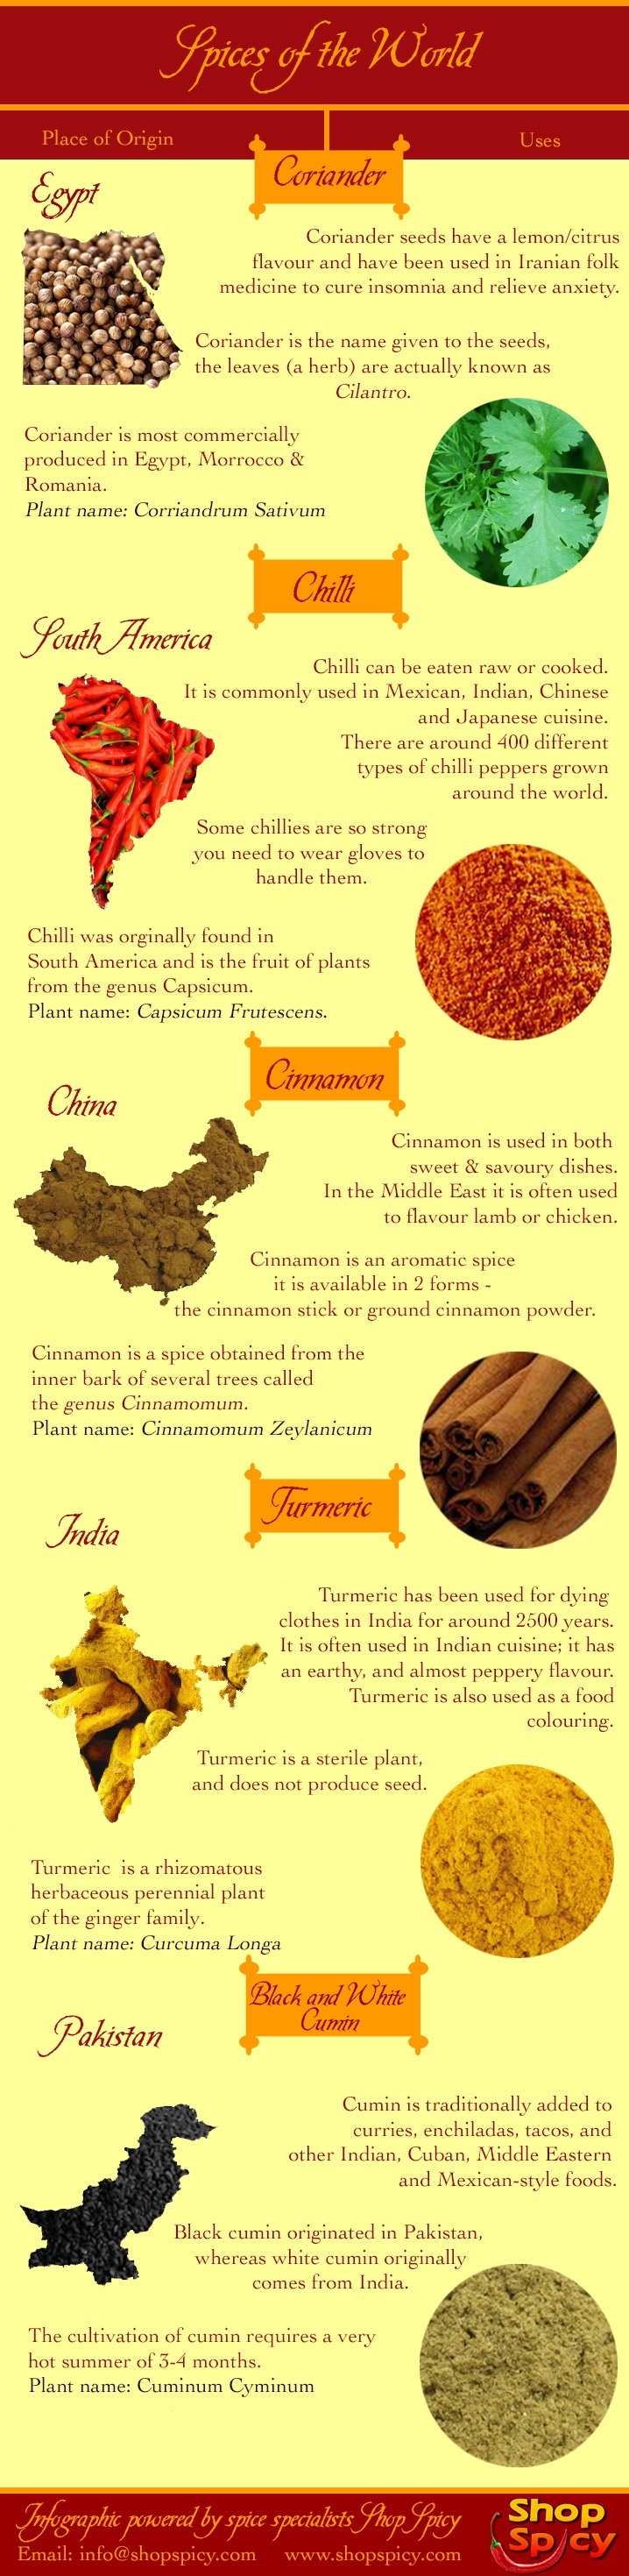 Spices of the World
Place of Origin
Uses
Coriander
Egypt
Coriander seeds have a lemon/citrus
flavour and have been used in Iranian folk
medicine to cure insomnia and relieve anxiety.
Coriander is the name given to the seeds,
the leaves (a herb) are actually known as
Cilantro.
Coriander is most commercially
produced in Egypt, Morrocco &
Romania.
Plant name: Corriandrum Sativum
Chilli
South America
Chilli can be eaten raw or cooked.
It is commonly used in Mexican, Indian, Chinese
and Japanese cuisine.
There are around 400 different
types of chilli peppers grown
around the world.
Some chillies are so strong
you need to wear gloves to
handle them.
Chilli was orginally found in
South America and is the fruit of plants
from the genus Capsicum.
Plant name: Capsicum Frutescens.
Cinnamon
China
Cinnamon is used in both
sweet & savoury dishes.
In the Middle East it is often used
to flavour lamb or chicken.
Cinnamon is an aromatic spice
it is available in 2 forms -
the cinnamon stick or ground cinnamon powder.
Cinnamon is a spice obtained from the
inner bark of several trees called
the genus Cinnamomum.
Plant name: Cinnamomum Zeylanicum
Turmeric
India
Turmeric has been used for dying
clothes in India for around 2500 years.
It is often used in Indian cuisine; it has
an earthy, and almost peppery flavour.
Turmeric is also used as a food
colouring.
Turmeric is a sterile plant,
and does not produce seed.
Turmeric is a rhizomatous
herbaceous perennial plant
of the ginger family.
Plant name: Curcuma Longa
Black and White
Cumin
Pakistan
Cumin is traditionally added to
curries, enchiladas, tacos, and
other Indian, Cuban, Middle Eastern
and Mexican-style foods.
Black cumin originated in Pakistan,
whereas white cumin originally
comes from India.
The cultivation of cumin requires a very
hot summer of 3-4 months.
Plant name: Cuminum Cyminum
Infographic powered by spice specialists Shop Spicy
Email: info@shopspicy.com www.shopspicy.com
Shop
Spicy